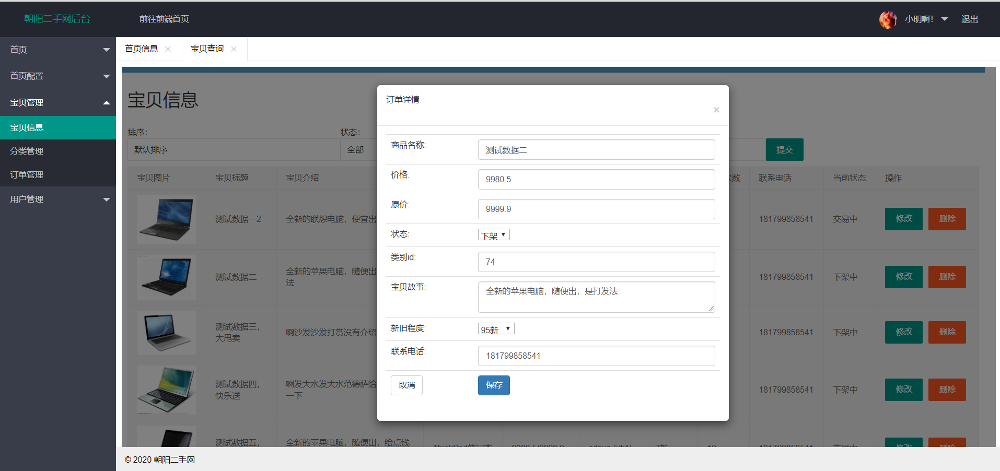 朝阳二手网后台
前往前端首页
小明啊!
退出
首页
首页配置
宝贝管理
宝贝信息
分类管理
订单管理
用户管理
首页信息 ×
宝贝查询 ×
宝贝信息
排序:
状态:
默认排序
全部
提交
宝贝图片
宝贝标题
宝贝介绍
次数
联系电话
当前状态
操作
测试数据一2
全新的联想电脑，便宜出
181799858541
交易中
修改
删除
测试数据二
全新的苹果电脑，随便出
法
181799858541
下架中
修改
删除
测试数据三，
大甩卖
啊沙发沙发打赏没有介绍
181799858541
下架中
修改
删除
测试数据四，
快乐送
啊发大水发大水范德萨给
一下
181799858541
下架中
修改
删除
测试数据五，
全新的苹果电脑，随便出，给点钱
订单详情
×
商品名称:
测试数据二
价格:
9980.5
原价:
9999.9
状态:
下架
类别id:
74
宝贝故事:
全新的苹果电脑，随便出，是打发法
新旧程度:
95新
联系电话:
181799858541
取消
保存
© 2020 朝阳二手网